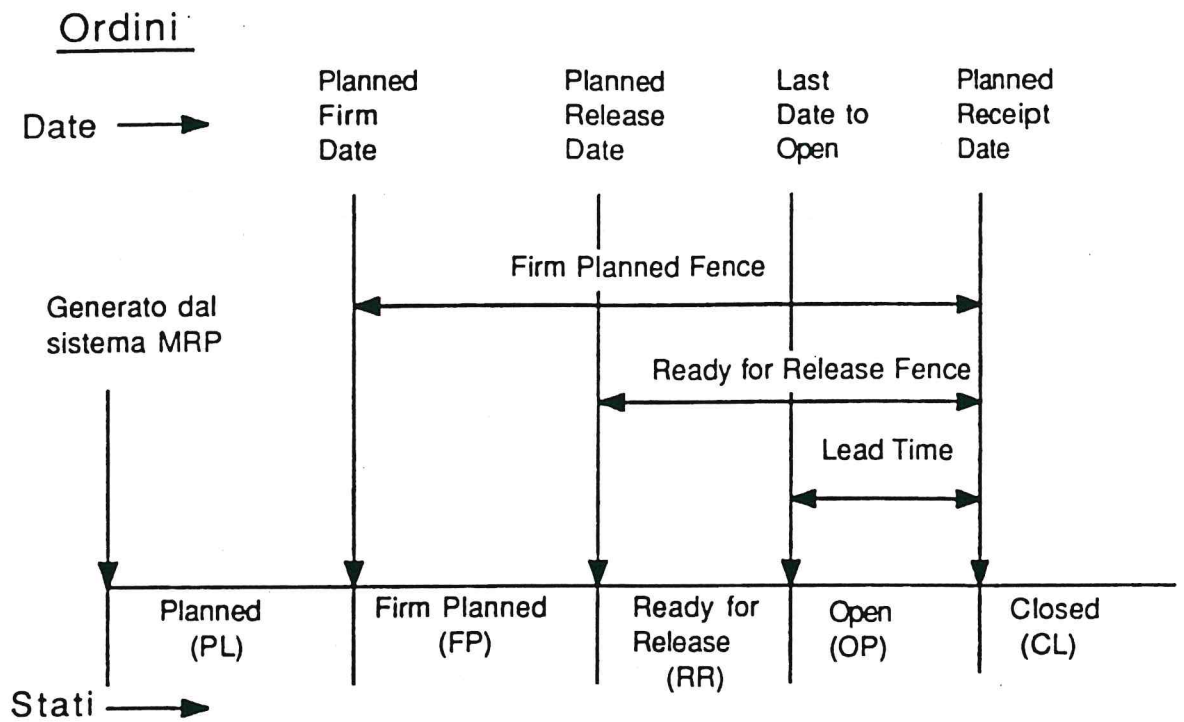 Ordini
Date
Planned
Firm
Date
Planned
Release
Date
Last
Date to
Open
Planned
Receipt
Date
Firm Planned Fence
Generato dal
sistema MRP
Ready for Release Fence
Lead Time
Planned
(PL)
Firm Planned
(FP)
Ready for
Release
(RR)
Open
(OP)
Closed
(CL)
Stati